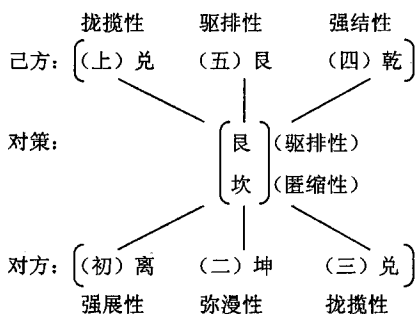 拢揽性 驱排性 强结性
己方：(上)兑 (五)艮 (四)乾
对策： 艮 (驱排性)
坎 (匿缩性)
对方：(初)离 (二)坤 (三)兑
强展性 弥漫性 拢揽性